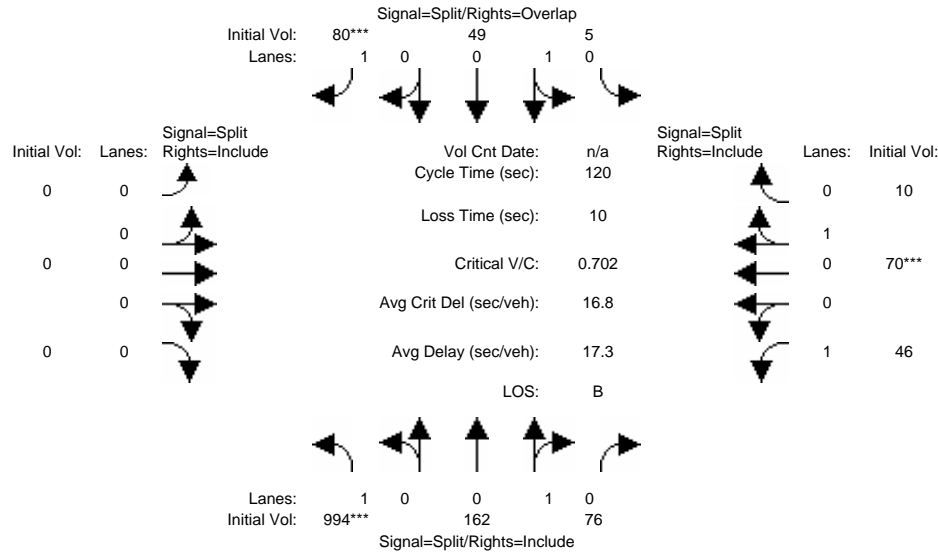 Signal=Split/Rights=Overlap
Initial Vol: 80*** 49 5
Lanes: 1 0 0 1 0
Signal=Split
Rights=Include
Initial Vol: Lanes:
Vol Cnt Date: n/a
Signal=Split
Rights=Include
Lanes: Initial Vol:
Cycle Time (sec): 120
0 0
0 10
Loss Time (sec): 10
0
1
0 0
Critical V/C: 0.702
0 70***
0
Avg Crit Del (sec/veh): 16.8
0
0 0
Avg Delay (sec/veh): 17.3
1 46
LOS: B
Lanes: 1 0 0 1 0
Initial Vol: 994*** 162 76
Signal=Split/Rights=Include